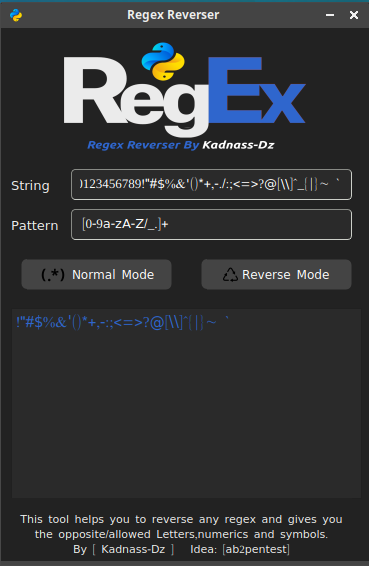 Regex Reverser
RegEx
Regex Reverser By Kadnass-Dz
String
0123456789!"#$%&'()*+,-./:;<=>?@[\\]^_{|}~ `
Pattern
[0-9a-zA-Z/_.]+
(.*) Normal Mode
Reverse Mode
!"#$%&'()*+,-:;<=>?@[\\]^{|}~ `
This tool helps you to reverse any regex and gives you
the opposite/allowed Letters,numerics and symbols.
By [ Kadnass-Dz ] Idea: [ab2pentest]